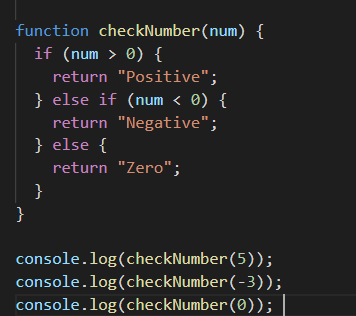 function checkNumber(num) {
  if (num > 0) {
    return "Positive";
  } else if (num < 0) {
    return "Negative";
  } else {
    return "Zero";
  }
}

console.log(checkNumber(5));
console.log(checkNumber(-3));
console.log(checkNumber(0));